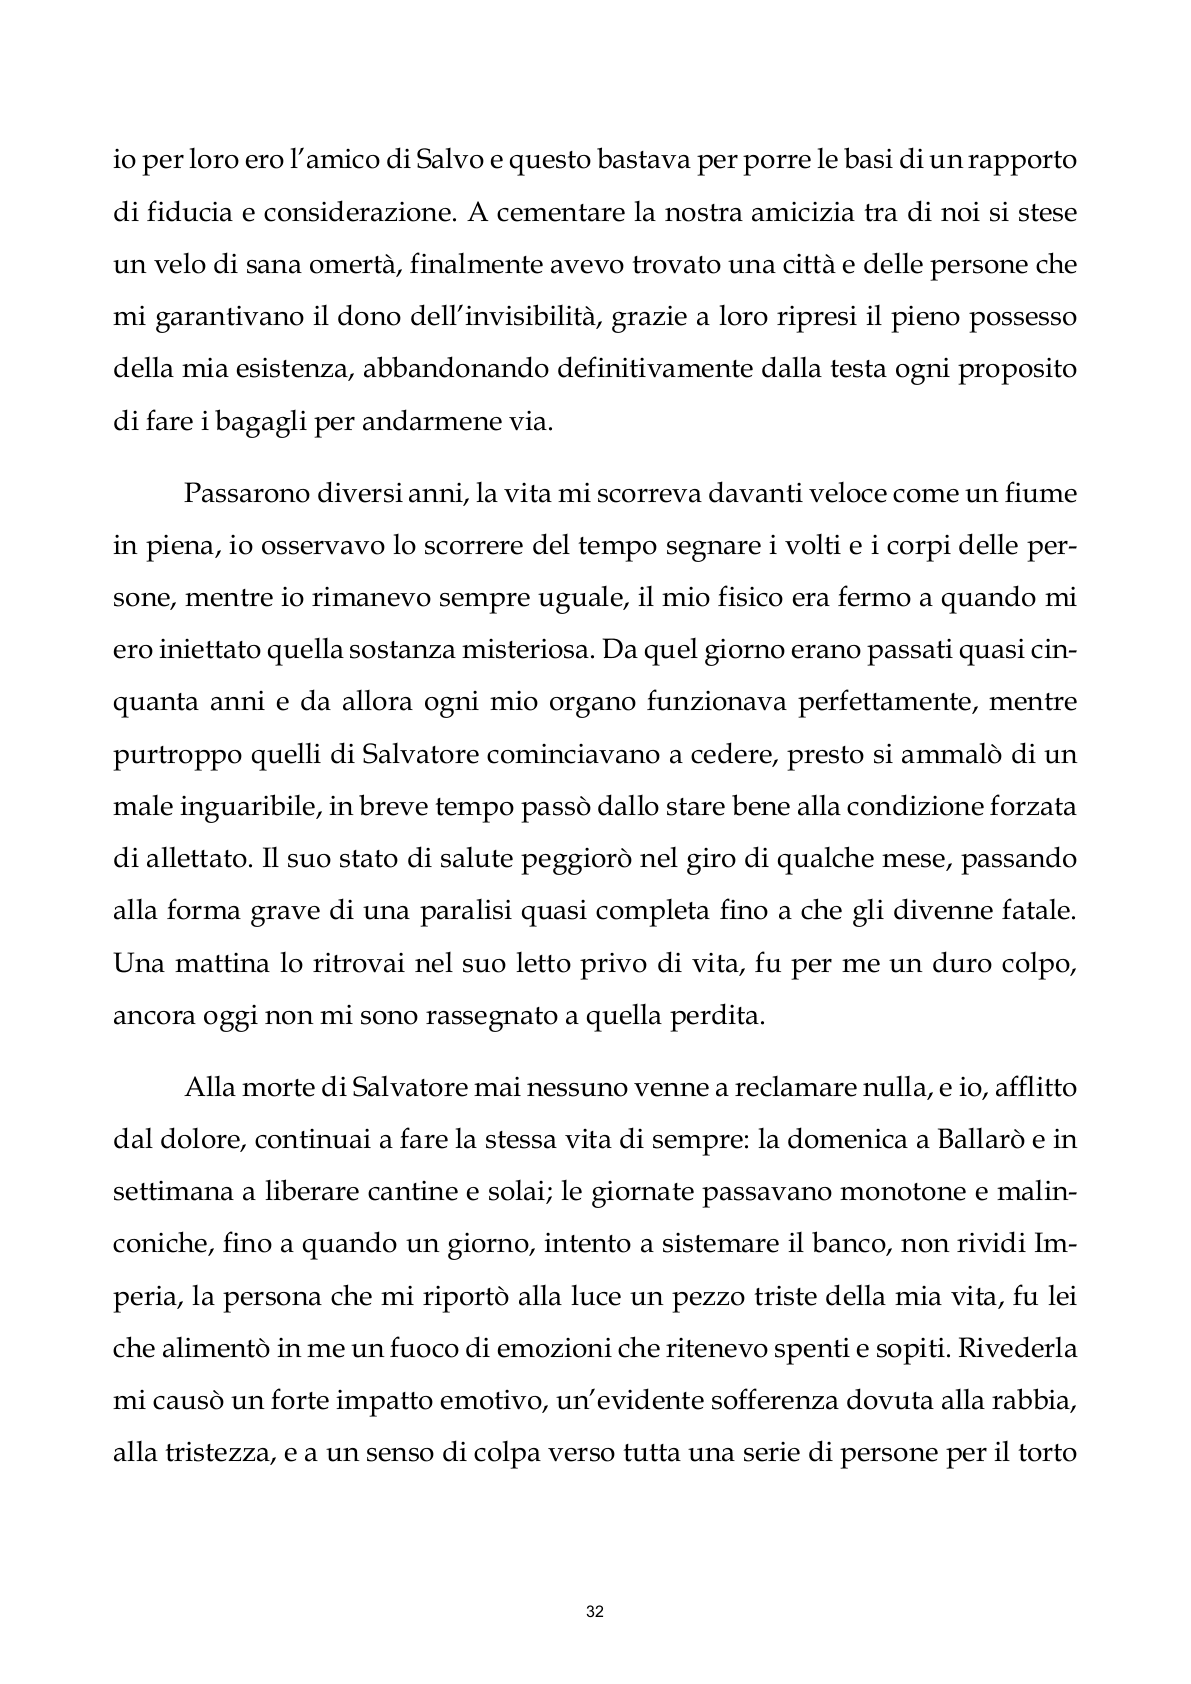 io per loro ero l’amico di Salvo e questo bastava per porre le basi di un rapporto
di fiducia e considerazione. A cementare la nostra amicizia tra di noi si stese
un velo di sana omertà, finalmente avevo trovato una città e delle persone che
mi garantivano il dono dell’invisibilità, grazie a loro ripresi il pieno possesso
della mia esistenza, abbandonando definitivamente dalla testa ogni proposito
di fare i bagagli per andarmene via.
Passarono diversi anni, la vita mi scorreva davanti veloce come un fiume
in piena, io osservavo lo scorrere del tempo segnare i volti e i corpi delle per-
sone, mentre io rimanevo sempre uguale, il mio fisico era fermo a quando mi
ero iniettato quella sostanza misteriosa. Da quel giorno erano passati quasi cin-
quanta anni e da allora ogni mio organo funzionava perfettamente, mentre
purtroppo quelli di Salvatore cominciavano a cedere, presto si ammalò di un
male inguaribile, in breve tempo passò dallo stare bene alla condizione forzata
di allettato. Il suo stato di salute peggiorò nel giro di qualche mese, passando
alla forma grave di una paralisi quasi completa fino a che gli divenne fatale.
Una mattina lo ritrovai nel suo letto privo di vita, fu per me un duro colpo,
ancora oggi non mi sono rassegnato a quella perdita.
Alla morte di Salvatore mai nessuno venne a reclamare nulla, e io, afflitto
dal dolore, continuai a fare la stessa vita di sempre: la domenica a Ballarò e in
settimana a liberare cantine e solai; le giornate passavano monotone e malin-
coniche, fino a quando un giorno, intento a sistemare il banco, non rividi Im-
peria, la persona che mi riportò alla luce un pezzo triste della mia vita, fu lei
che alimentò in me un fuoco di emozioni che ritenevo spenti e sopiti. Rivederla
mi causò un forte impatto emotivo, un’evidente sofferenza dovuta alla rabbia,
alla tristezza, e a un senso di colpa verso tutta una serie di persone per il torto
32